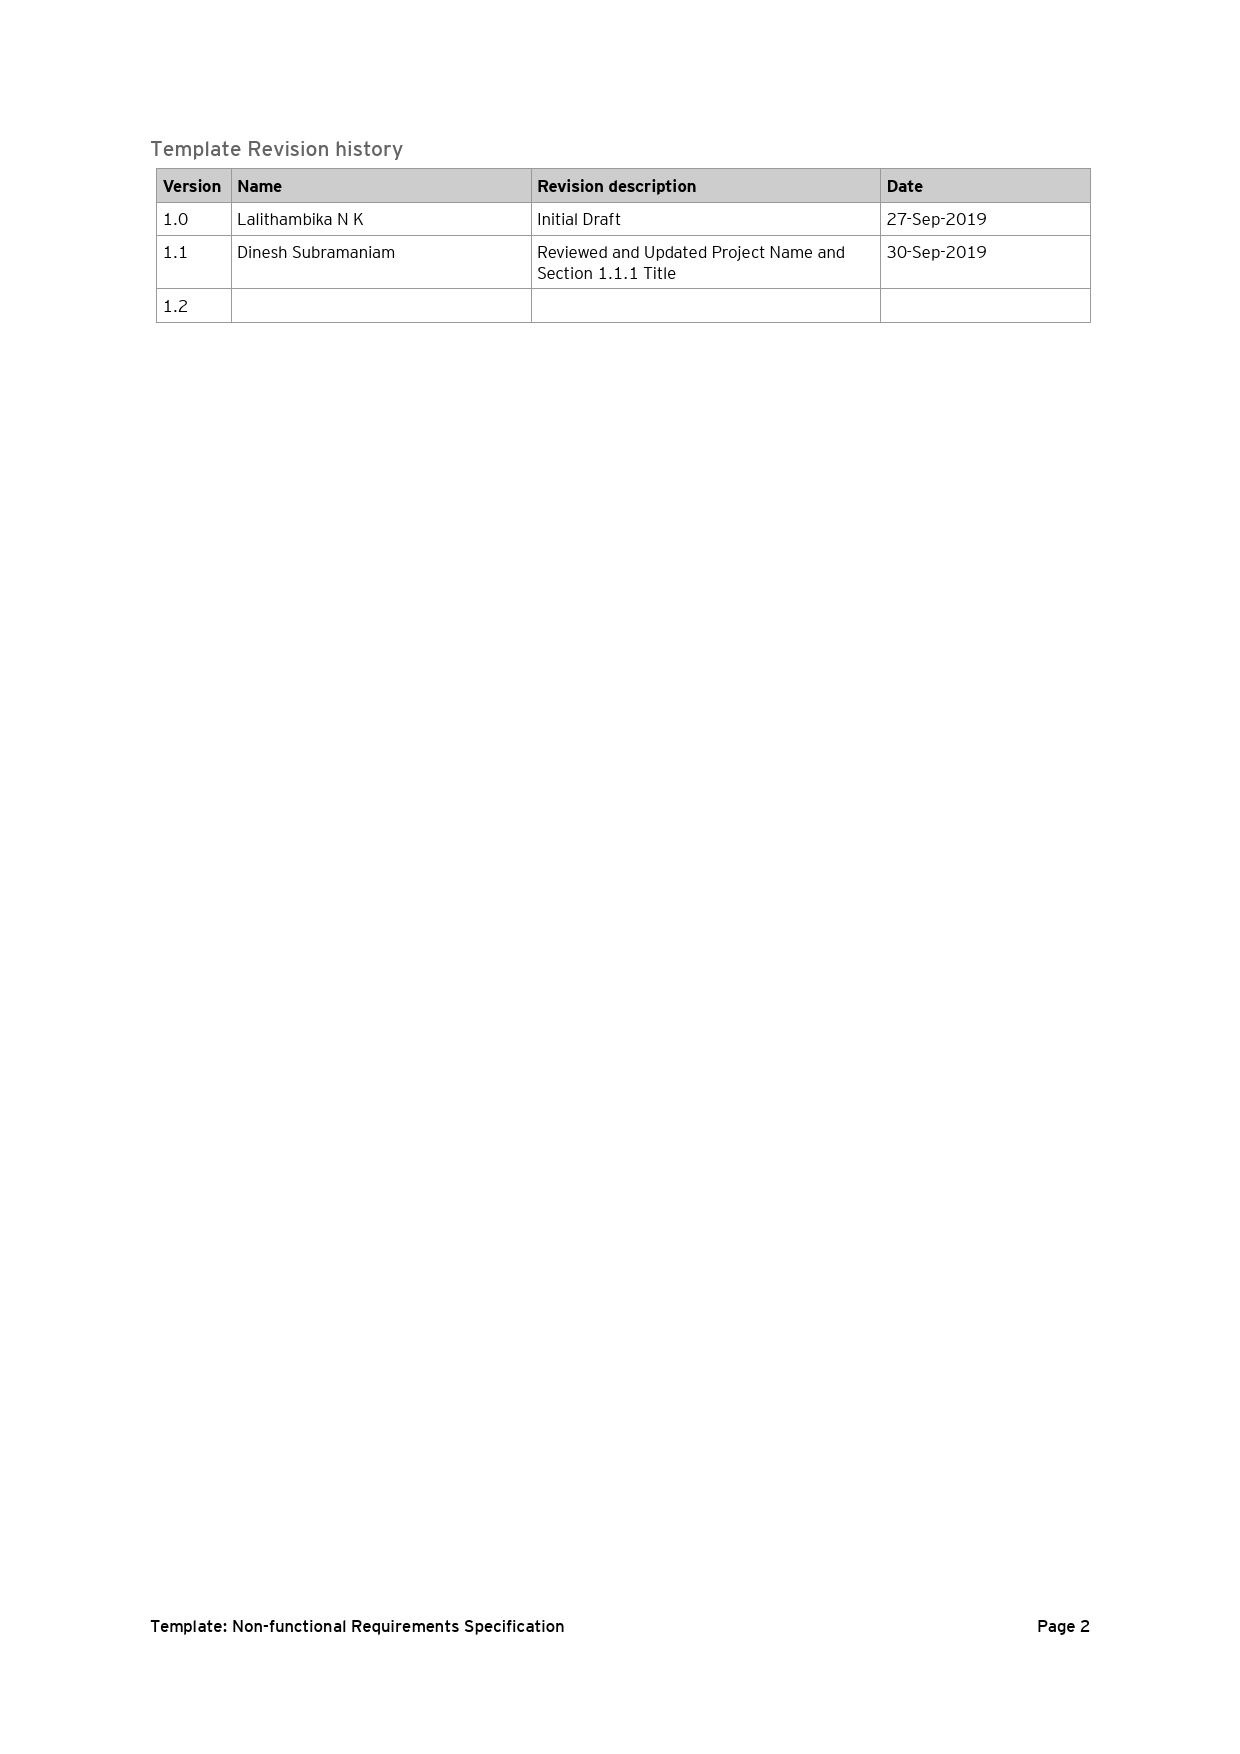 Template Revision history
Version Name Revision description Date
1.0 Lalithambika N K Initial Draft 27-Sep-2019
1.1 Dinesh Subramaniam Reviewed and Updated Project Name and 30-Sep-2019
Section 1.1.1 Title
1.2
Template: Non-functional Requirements Specification Page 2